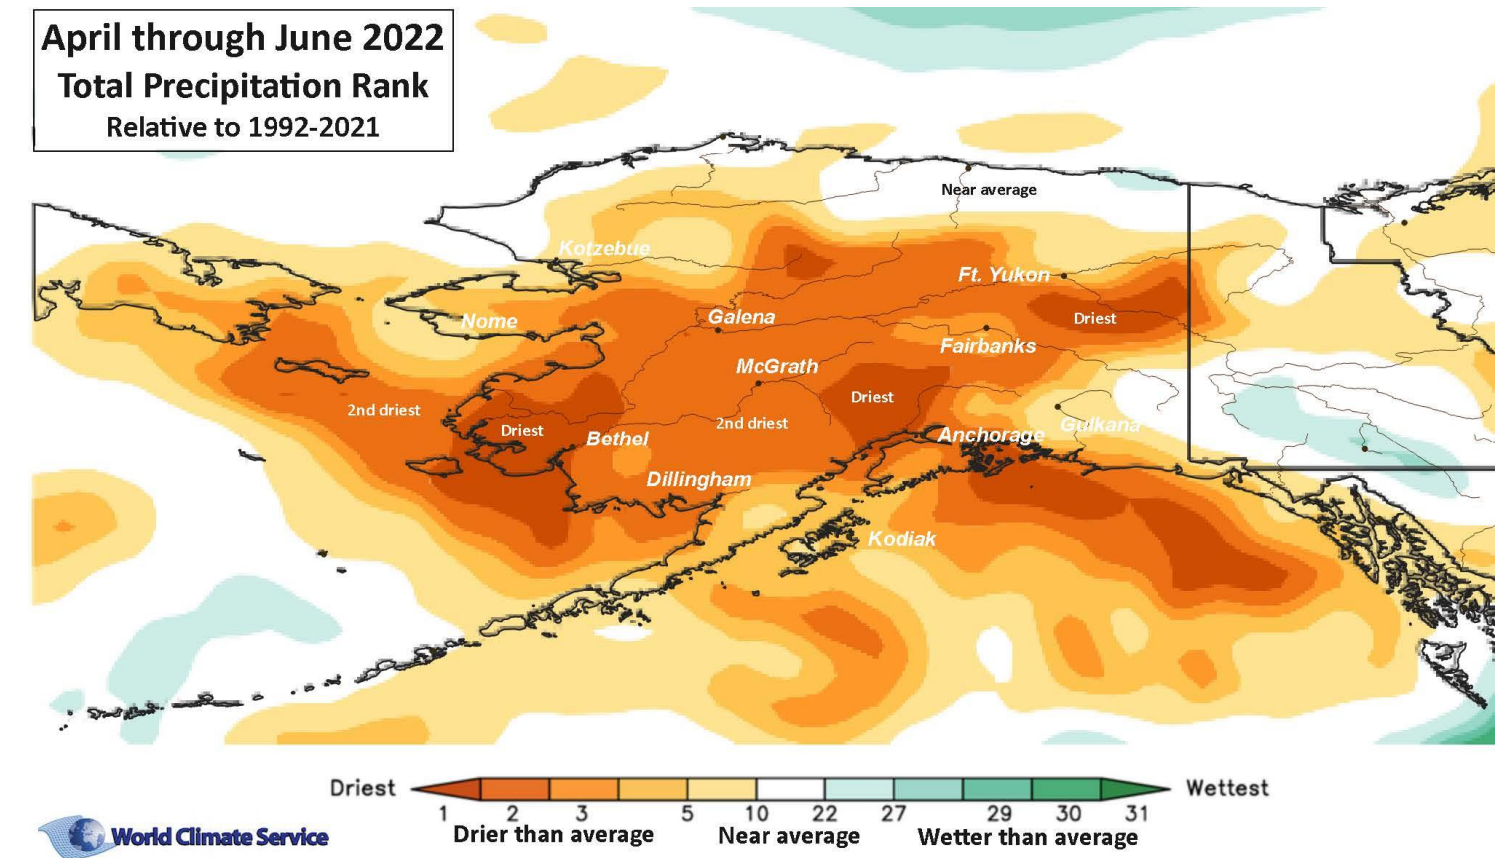 April through June 2022
Total Precipitation Rank
Relative to 1992-2021
Near average
Kotzebue
Ft. Yukon
Nome
Galena
Driest
Fairbanks
McGrath
Driest
2nd driest
2nd driest
Driest
Bethel
Anchorage
Gulkana
Dillingham
Kodiak
Driest
Wettest
1 2 3 5 10 22 27 29 30 31
Drier than average Near average Wetter than average
World Climate Service